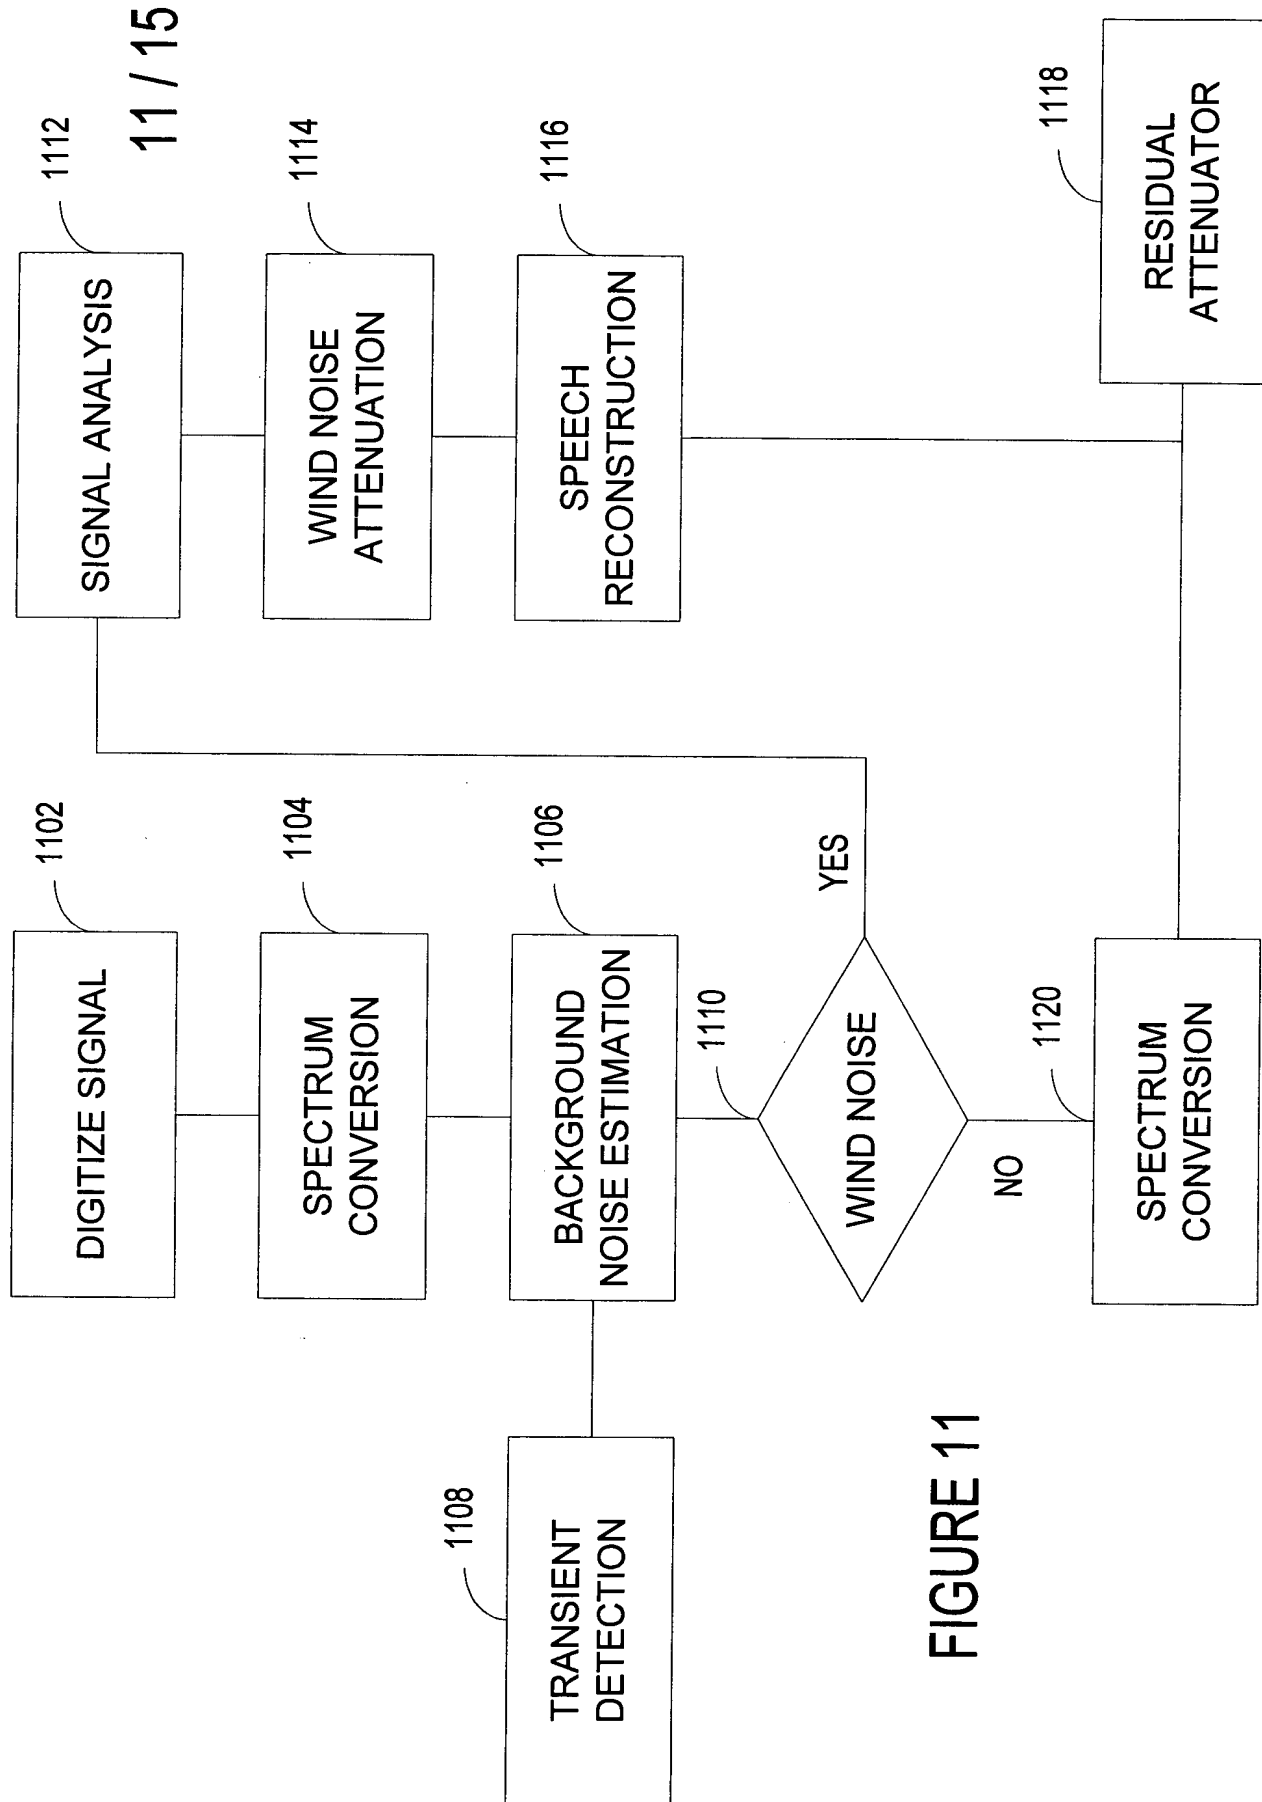 11 / 15
1102
DIGITIZE SIGNAL
1104
SPECTRUM
CONVERSION
1108
TRANSIENT
DETECTION
1106
BACKGROUND
NOISE ESTIMATION
1110
WIND NOISE
YES
NO
1120
SPECTRUM
CONVERSION
1112
SIGNAL ANALYSIS
1114
WIND NOISE
ATTENUATION
1116
SPEECH
RECONSTRUCTION
1118
RESIDUAL
ATTENUATOR
FIGURE 11